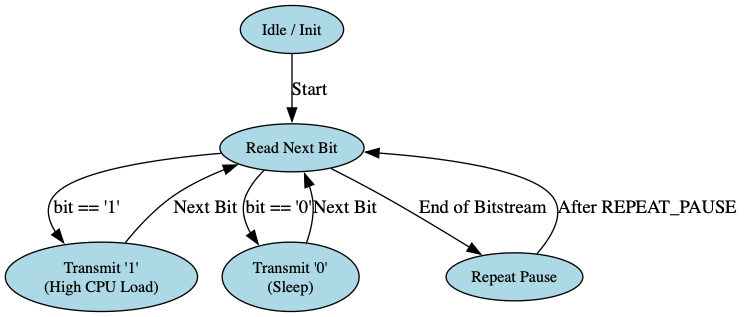 Idle / Init
Start
Read Next Bit
bit == '1'
Next Bit
bit == '0'
Next Bit
End of Bitstream
After REPEAT_PAUSE
Transmit '1'
(High CPU Load)
Transmit '0'
(Sleep)
Repeat Pause